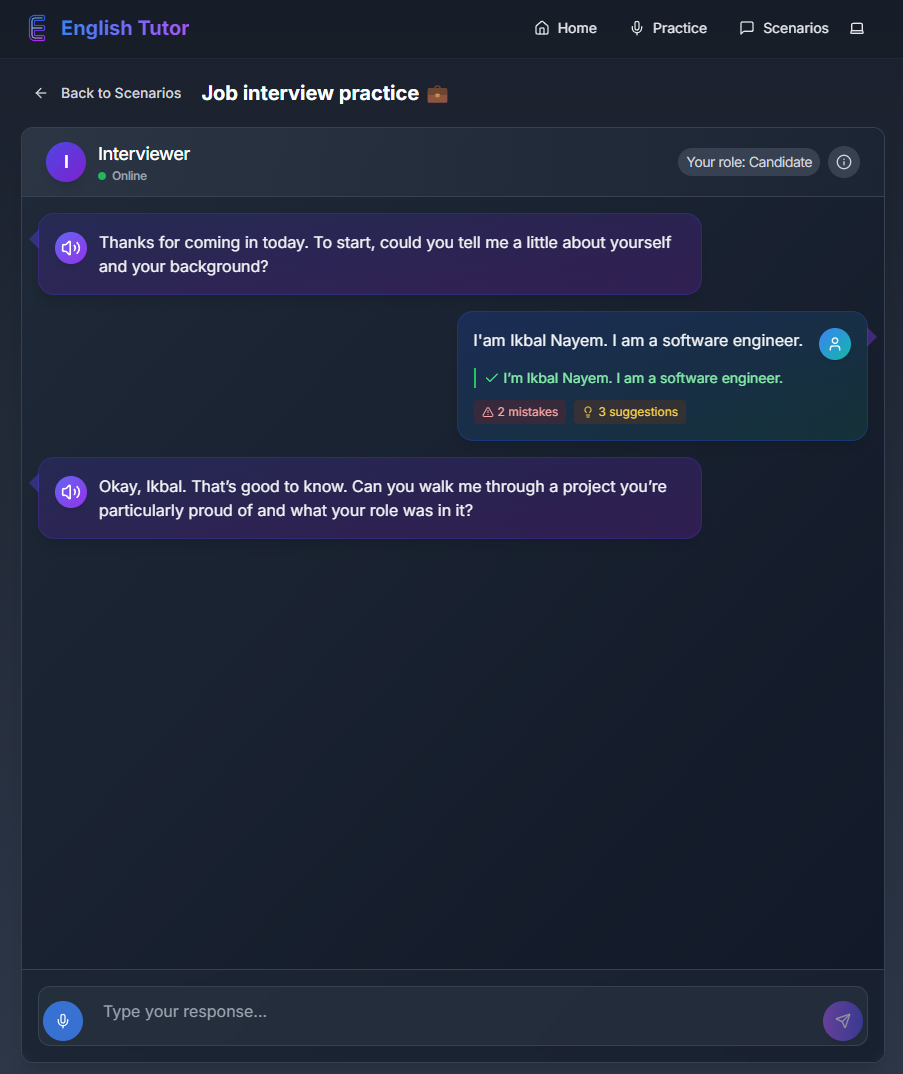 English Tutor
Home
Practice
Scenarios
Back to Scenarios
Job interview practice
I
Interviewer
Online
Your role: Candidate
Thanks for coming in today. To start, could you tell me a little about yourself
and your background?
I'am Ikbal Nayem. I am a software engineer.
I’m Ikbal Nayem. I am a software engineer.
2 mistakes
3 suggestions
Okay, Ikbal. That’s good to know. Can you walk me through a project you’re
particularly proud of and what your role was in it?
Type your response...